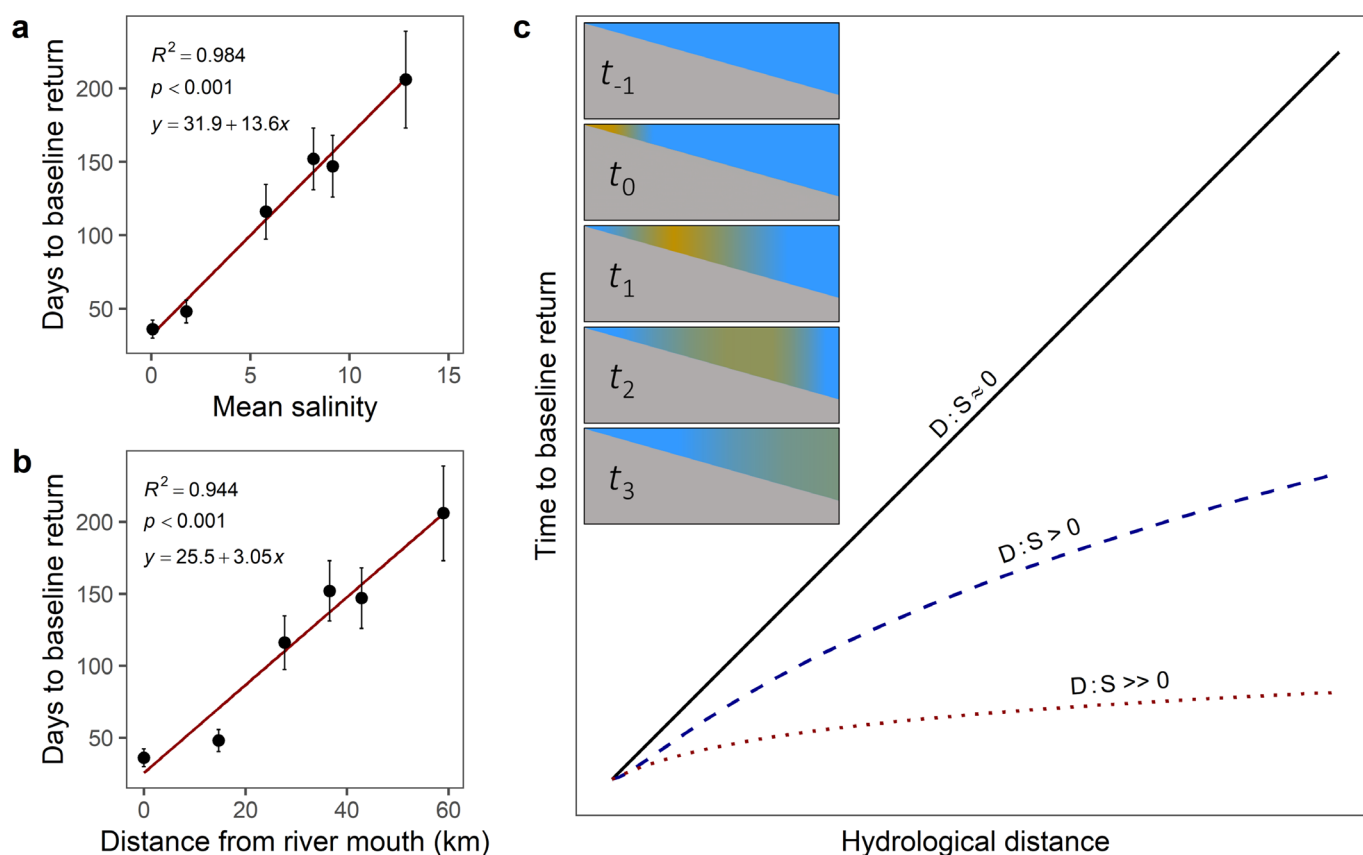 a
R² = 0.984
p < 0.001
y = 31.9 + 13.6x
200
150
100
50
0
5
10
15
Days to baseline return
Mean salinity
b
R² = 0.944
p < 0.001
y = 25.5 + 3.05x
200
150
100
50
0
20
40
60
Days to baseline return
Distance from river mouth (km)
c
t₋₁
t₀
t₁
t₂
t₃
D:S ≈ 0
D:S > 0
D:S >> 0
Time to baseline return
Hydrological distance